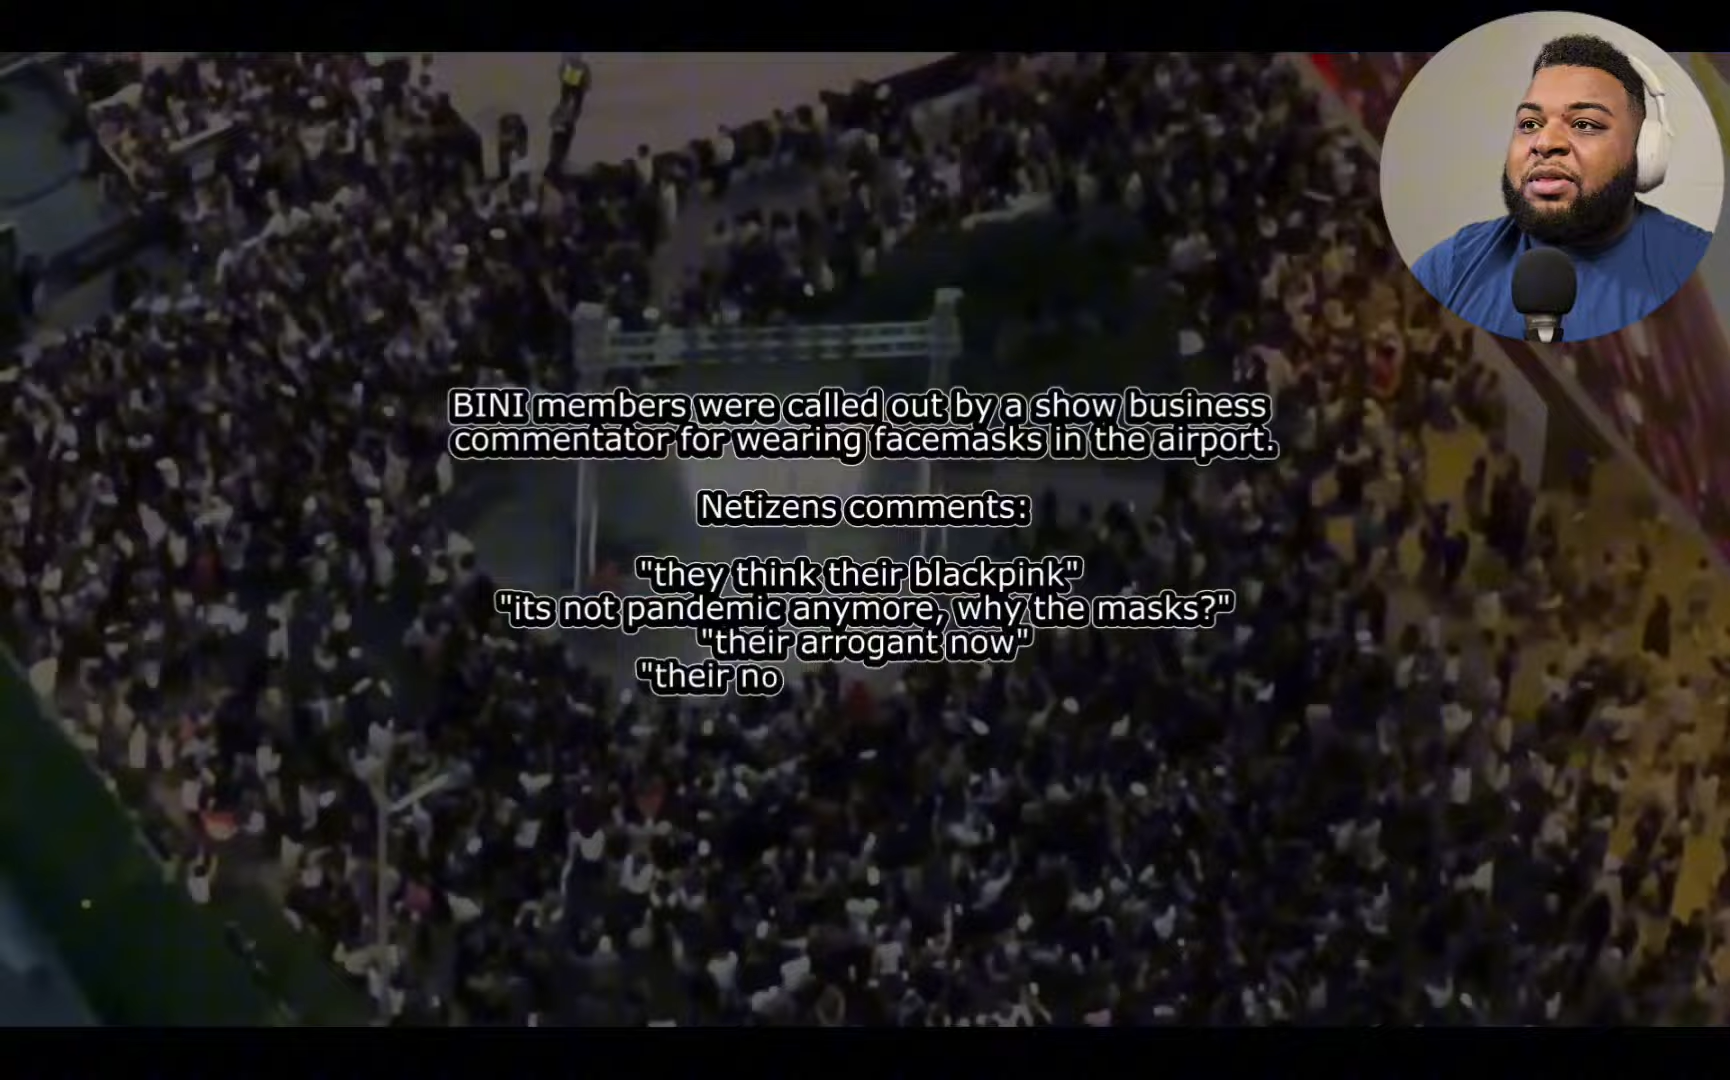 BINI members were called out by a show business
commentator for wearing facemasks in the airport.
Netizens comments:
"they think their blackpink"
"its not pandemic anymore, why the masks?"
"their arrogant now"
"their no